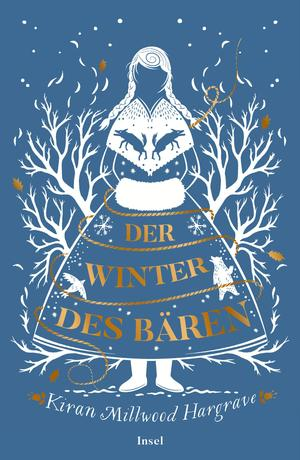 DER
WINTER
DES BÄREN
Kiran Millwood Hargrave
Insel